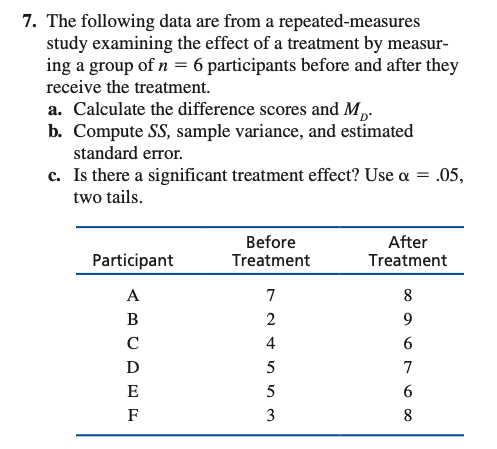 7. The following data are from a repeated-measures
study examining the effect of a treatment by measur-
ing a group of n = 6 participants before and after they
receive the treatment.
a. Calculate the difference scores and M_D.
b. Compute SS, sample variance, and estimated
standard error.
c. Is there a significant treatment effect? Use α = .05,
two tails.
Before After
Participant Treatment Treatment
A 7 8
B 2 9
C 4 6
D 5 7
E 5 6
F 3 8